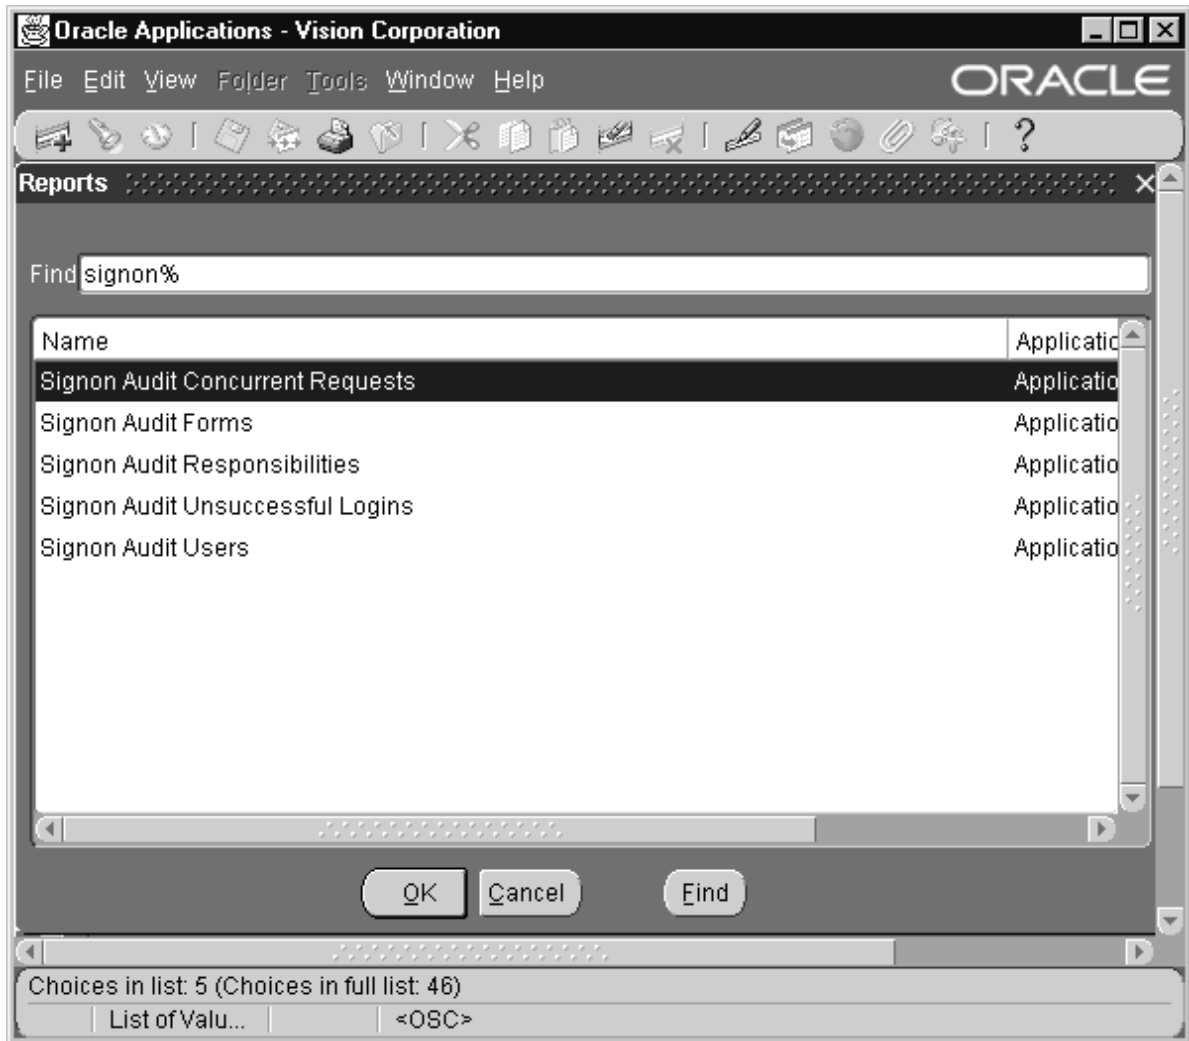 Oracle Applications - Vision Corporation
File Edit View Folder Tools Window Help
ORACLE
?
Reports
Find signon%
Name Applicatio
Signon Audit Concurrent Requests Applicatio
Signon Audit Forms Applicatio
Signon Audit Responsibilities Applicatio
Signon Audit Unsuccessful Logins Applicatio
Signon Audit Users Applicatio
OK Cancel Find
Choices in list: 5 (Choices in full list: 46)
List of Valu... <OSC>